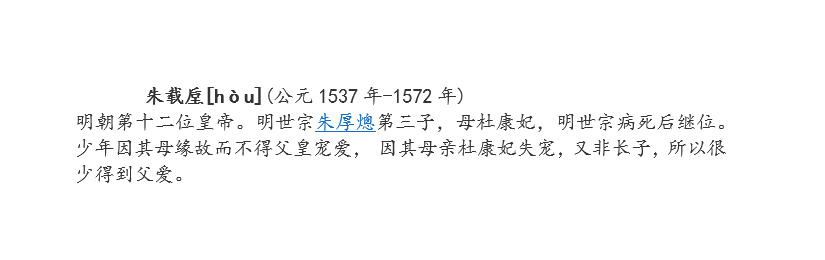 朱载垕[hòu](公元1537年-1572年)
明朝第十二位皇帝。明世宗朱厚熜第三子，母杜康妃，明世宗病死后继位。
少年因其母缘故而不得父皇宠爱， 因其母亲杜康妃失宠，又非长子，所以很
少得到父爱。